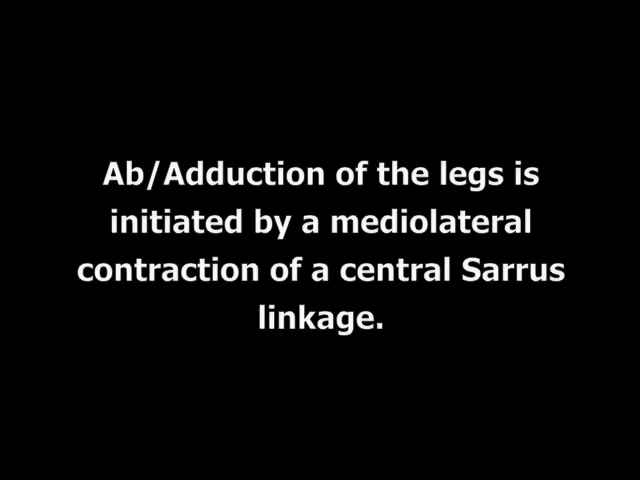 Ab/Adduction of the legs is
initiated by a mediolateral
contraction of a central Sarrus
linkage.